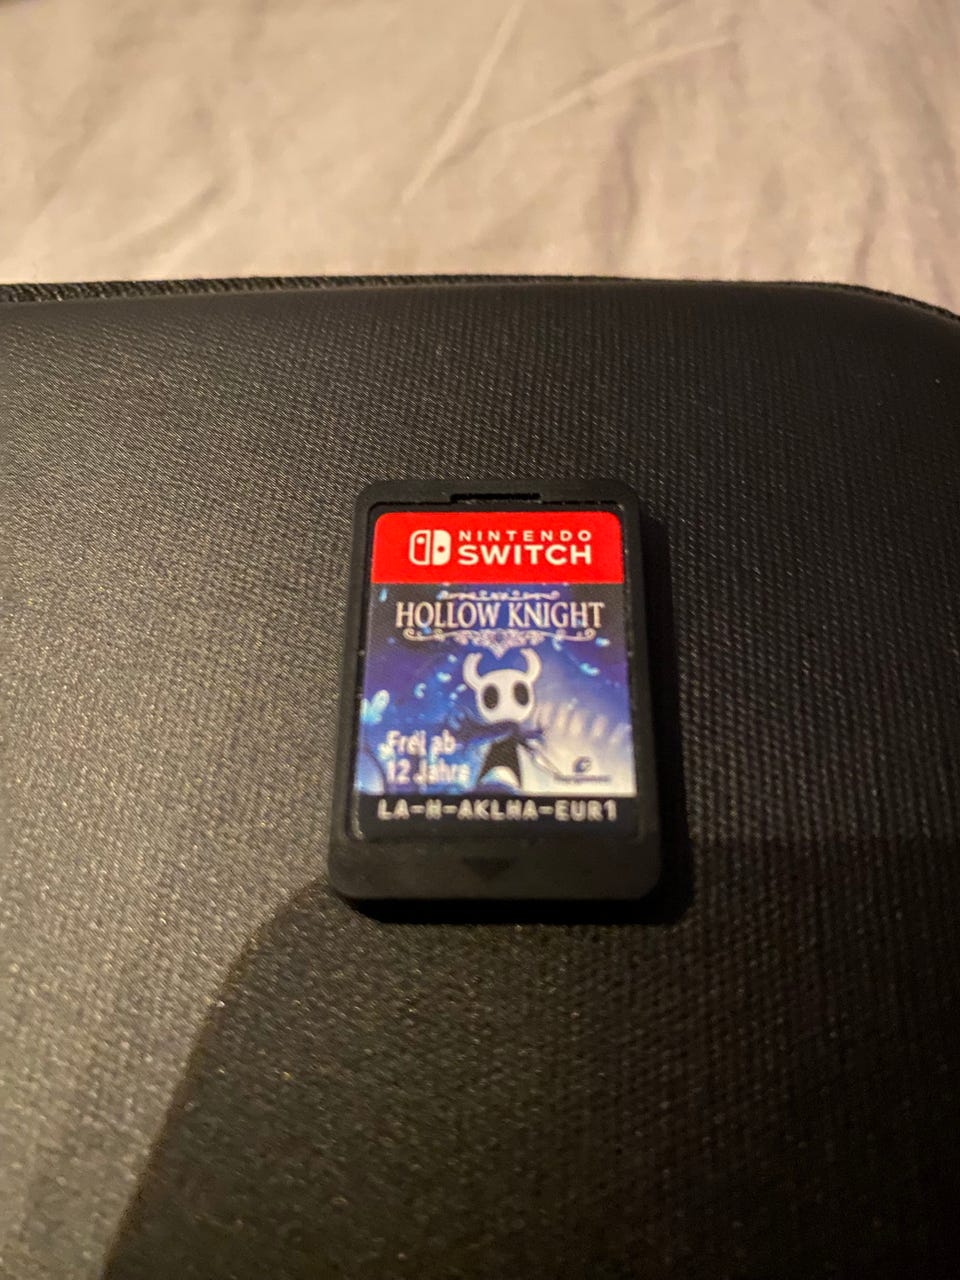 NINTENDO
SWITCH
HOLLOW KNIGHT
Frei ab
12 Jahre
LA-H-AKLHA-EUR1